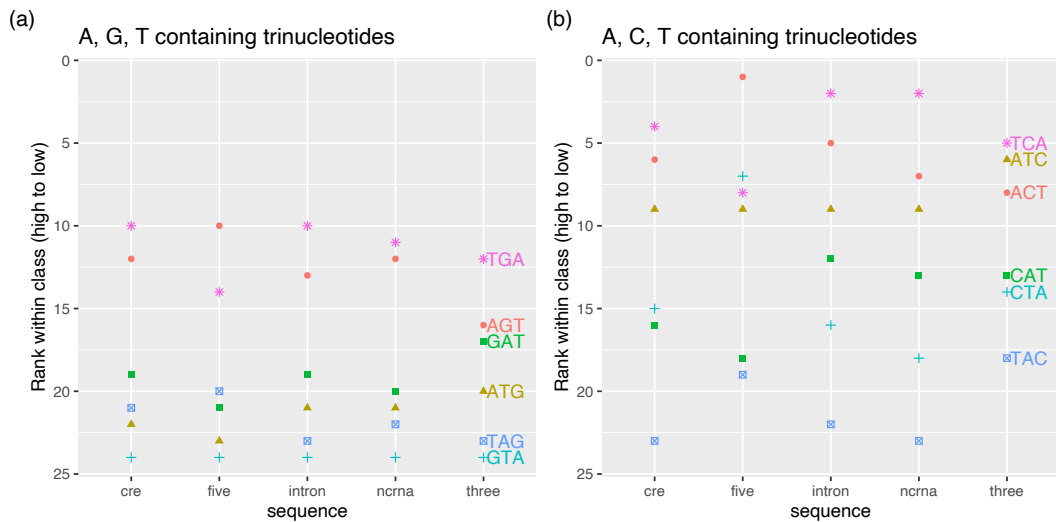 (a)
A, G, T containing trinucleotides
Rank within class (high to low)
0
5
10
15
20
25
TGA
AGT
GAT
ATG
TAG
GTA
cre five intron ncrna three
sequence
(b)
A, C, T containing trinucleotides
Rank within class (high to low)
0
5
10
15
20
25
TCA
ATC
ACT
CAT
CTA
TAC
cre five intron ncrna three
sequence